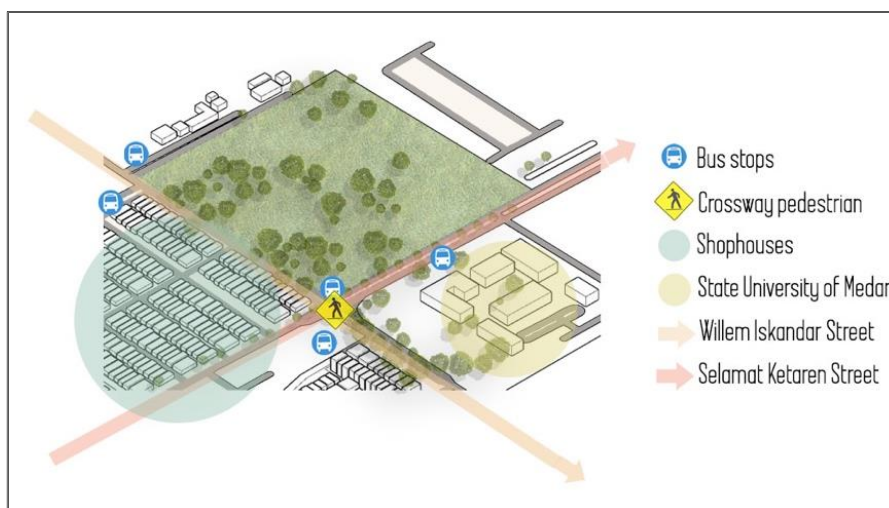 Bus stops
Crossway pedestrian
Shophouses
State University of Medan
Willem Iskandar Street
Selamat Ketaren Street